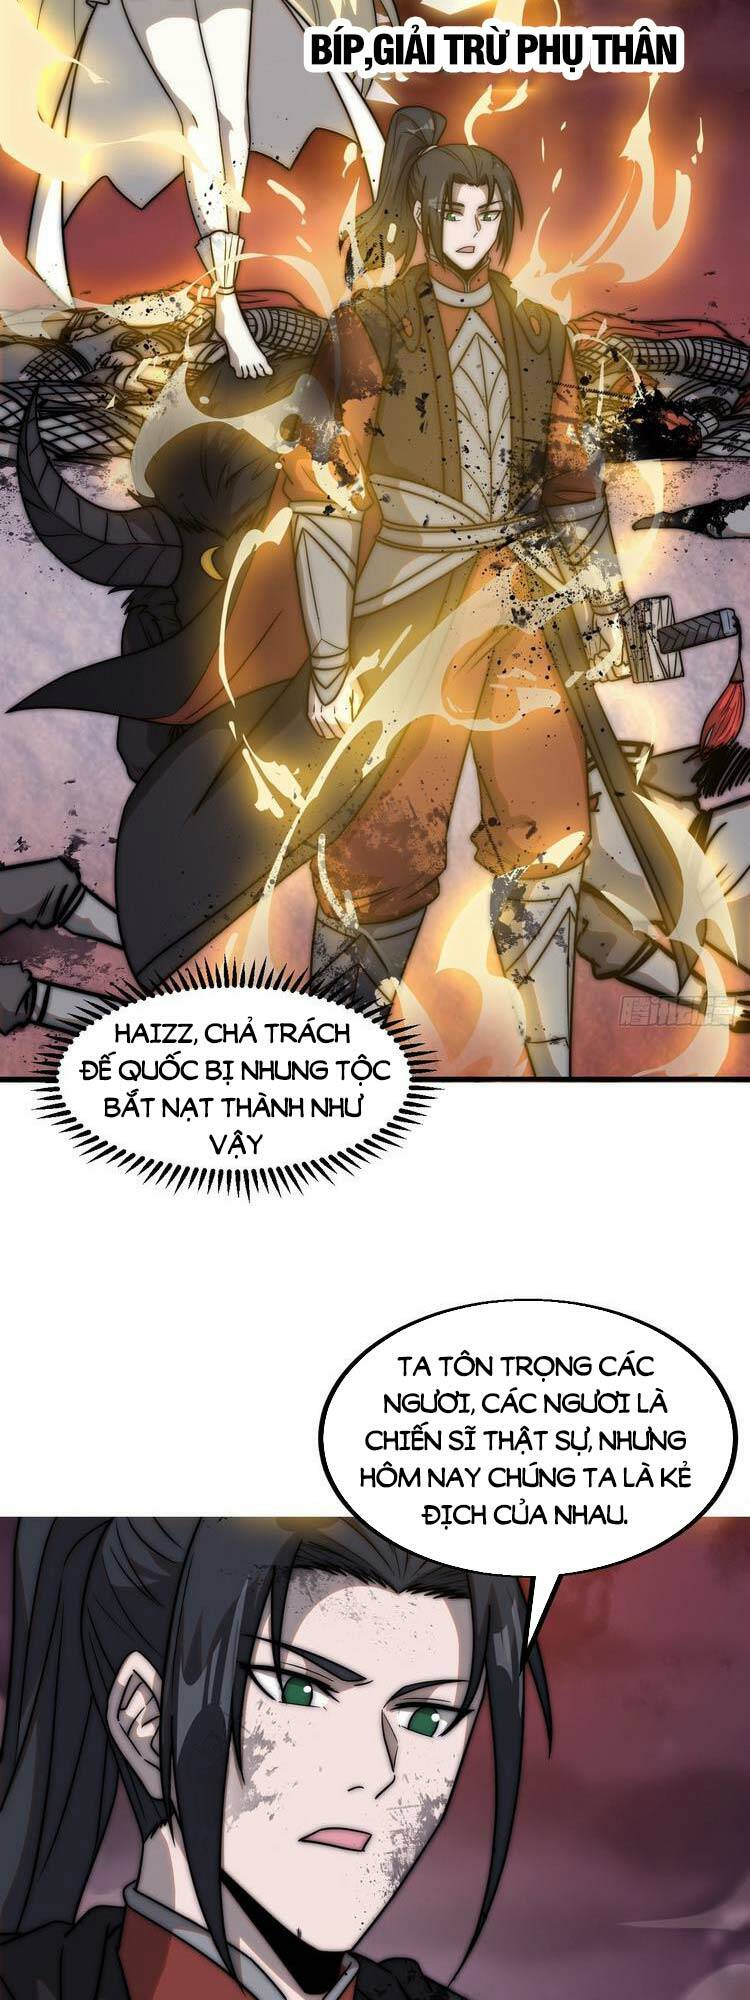 BÍP,GIẢI TRỪ PHỤ THÂN
HAIZZ, CHẢ TRÁCH
ĐẾ QUỐC BỊ NHUNG TỘC
BẮT NẠT THÀNH NHƯ
VẬY
TA TÔN TRỌNG CÁC
NGƯƠI, CÁC NGƯƠI LÀ
CHIẾN SĨ THẬT SỰ, NHƯNG
HÔM NAY CHÚNG TA LÀ KẺ
ĐỊCH CỦA NHAU.